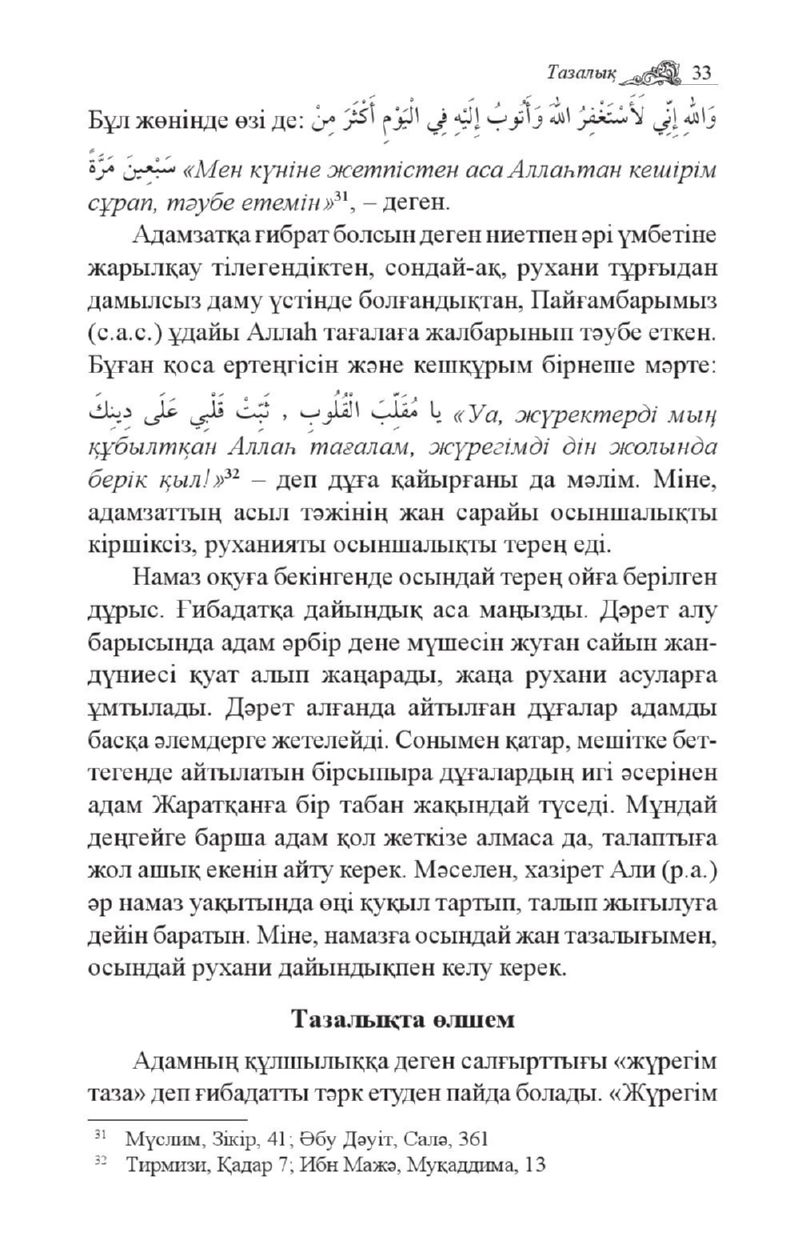 Тазалық 33
Бұл жөнінде өзі де: وَاللهِ إِنِّي لَأَسْتَغْفِرُ اللهَ وَأَتُوبُ إِلَيْهِ فِي الْيَوْمِ أَكْثَرَ مِنْ
سَبْعِينَ مَرَّةً «Мен күніне жетпістен аса Аллаһтан кешірім
сұрап, тәубе етемін»³¹, – деген.
Адамзатқа ғибрат болсын деген ниетпен әрі үмбетіне
жарылқау тілегендіктен, сондай-ақ, рухани тұрғыдан
дамылсыз даму үстінде болғандықтан, Пайғамбарымыз
(с.а.с.) ұдайы Аллаһ тағалаға жалбарынып тәубе еткен.
Бұған қоса ертеңгісін және кешқұрым бірнеше мәрте:
يا مُقَلِّبَ الْقُلُوبِ ، ثَبِّتْ قَلْبِي عَلَى دِينِكَ «Уа, жүректерді мың
құбылтқан Аллаһ тағалам, жүрегімді дін жолында
берік қыл!»³² – деп дұға қайырғаны да мәлім. Міне,
адамзаттың асыл тәжінің жан сарайы осыншалықты
кіршіксіз, руханияты осыншалықты терең еді.
Намаз оқуға бекінгенде осындай терең ойға берілген
дұрыс. Ғибадатқа дайындық аса маңызды. Дәрет алу
барысында адам әрбір дене мүшесін жуған сайын жан-
дүниесі қуат алып жаңарады, жаңа рухани асуларға
ұмтылады. Дәрет алғанда айтылған дұғалар адамды
басқа әлемдерге жетелейді. Сонымен қатар, мешітке бет-
тегенде айтылатын бірсыпыра дұғалардың игі әсерінен
адам Жаратқанға бір табан жақындай түседі. Мұндай
деңгейге барша адам қол жеткізе алмаса да, талаптыға
жол ашық екенін айту керек. Мәселен, хазірет Али (р.а.)
әр намаз уақытында өңі қуқыл тартып, талып жығылуға
дейін баратын. Міне, намазға осындай жан тазалығымен,
осындай рухани дайындықпен келу керек.
Тазалықта өлшем
Адамның құлшылыққа деген салғырттығы «жүрегім
таза» деп ғибадатты тәрк етуден пайда болады. «Жүрегім
³¹ Мүслим, Зікір, 41; Әбу Дәуіт, Салә, 361
³² Тирмизи, Қадар 7; Ибн Мажә, Муқаддима, 13